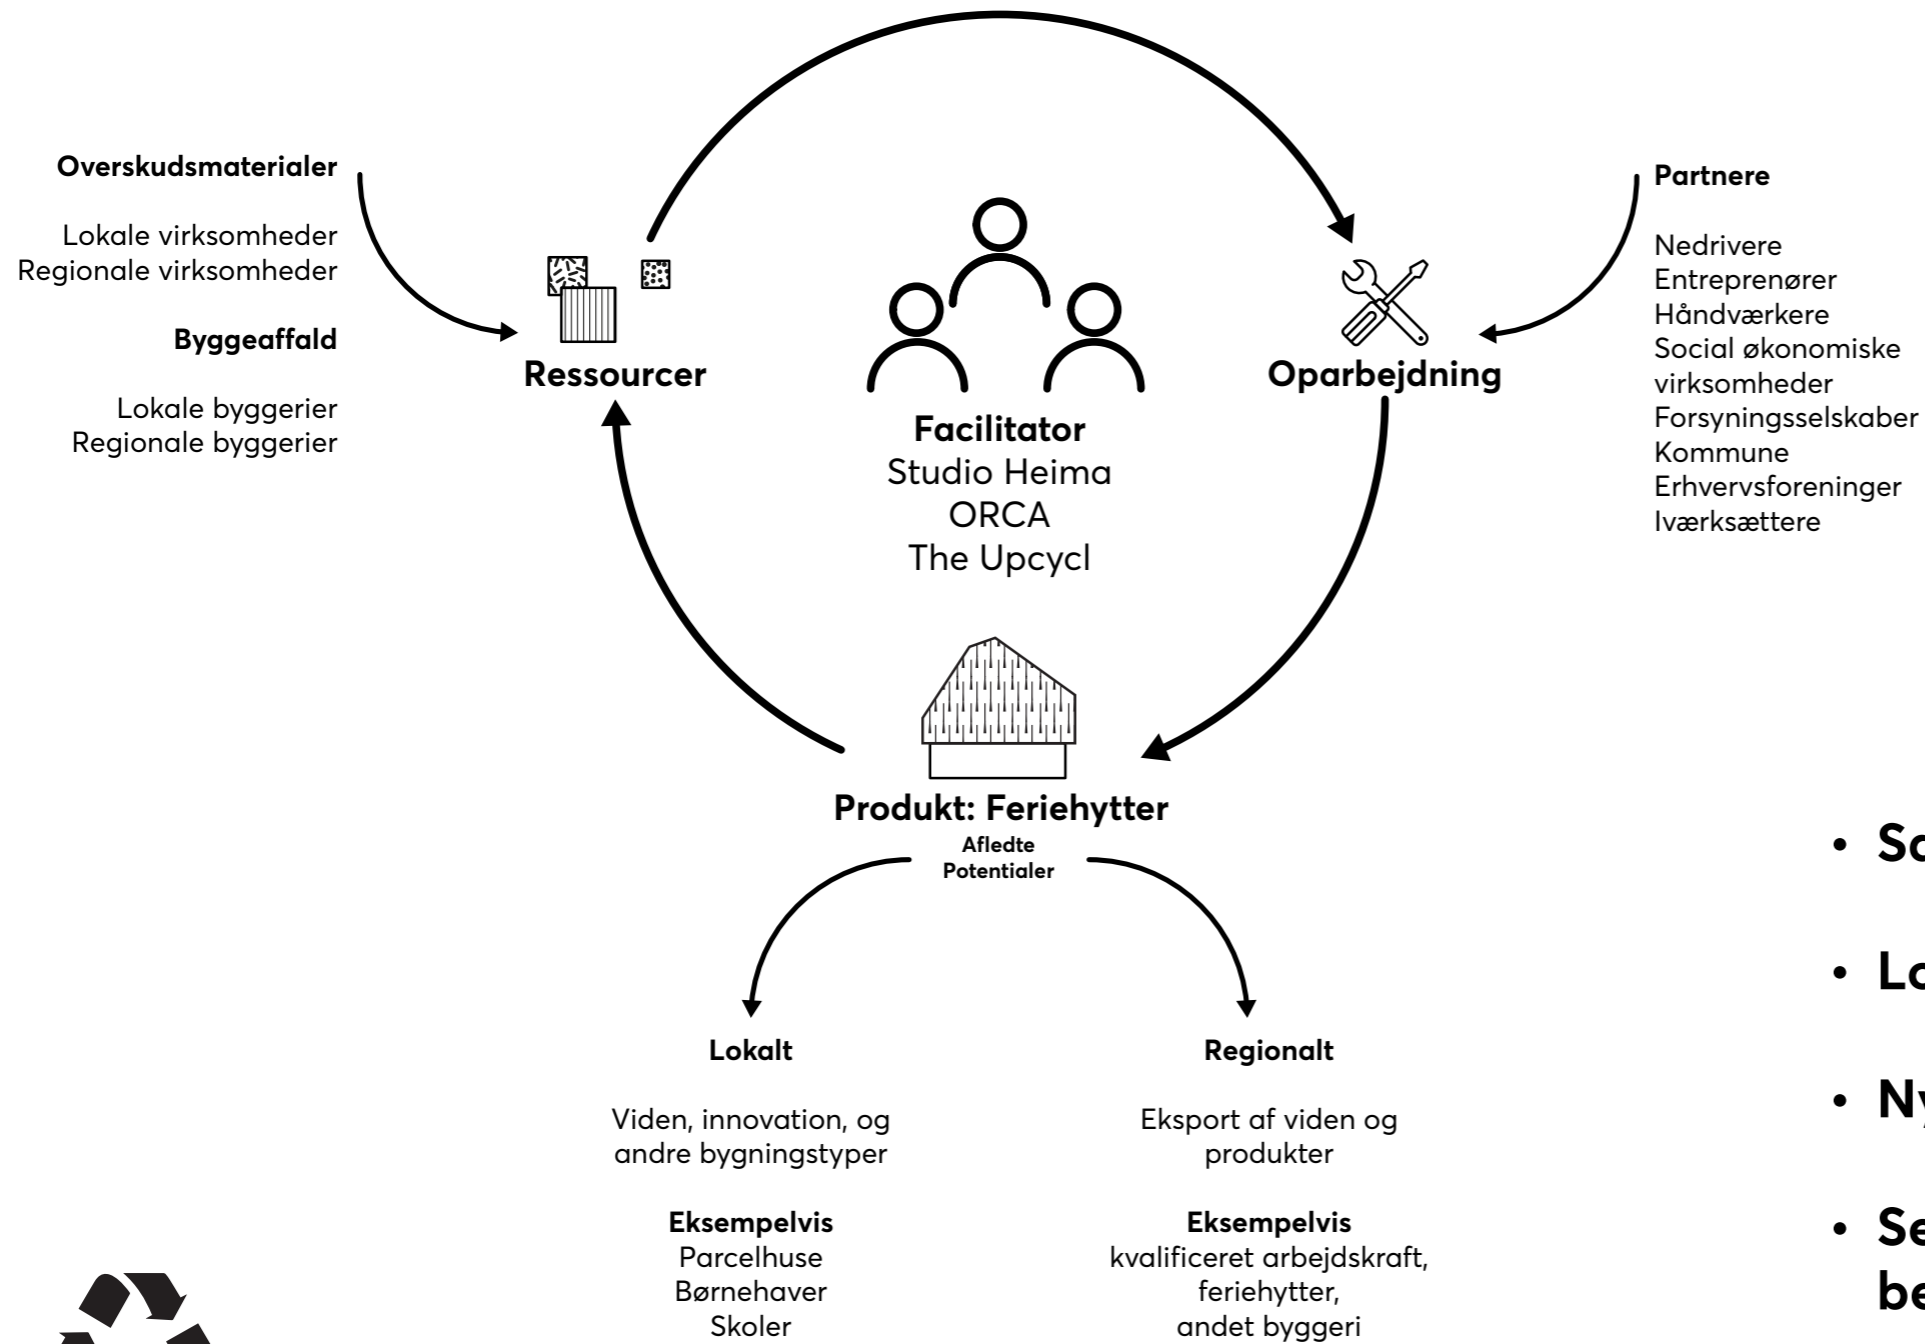 Overskudsmaterialer
Lokale virksomheder
Regionale virksomheder
Byggeaffald
Lokale byggerier
Regionale byggerier
Ressourcer
Facilitator
Studio Heima
ORCA
The Upcycl
Oparbejdning
Partnere
Nedrivere
Entreprenører
Håndværkere
Social økonomiske
virksomheder
Forsyningsselskaber
Kommune
Erhvervsforeninger
Iværksættere
Produkt: Feriehytter
Afledte
Potentialer
Lokalt
Viden, innovation, og
andre bygningstyper
Eksempelvis
Parcelhuse
Børnehaver
Skoler
Regionalt
Eksport af viden og
produkter
Eksempelvis
kvalificeret arbejdskraft,
feriehytter,
andet byggeri